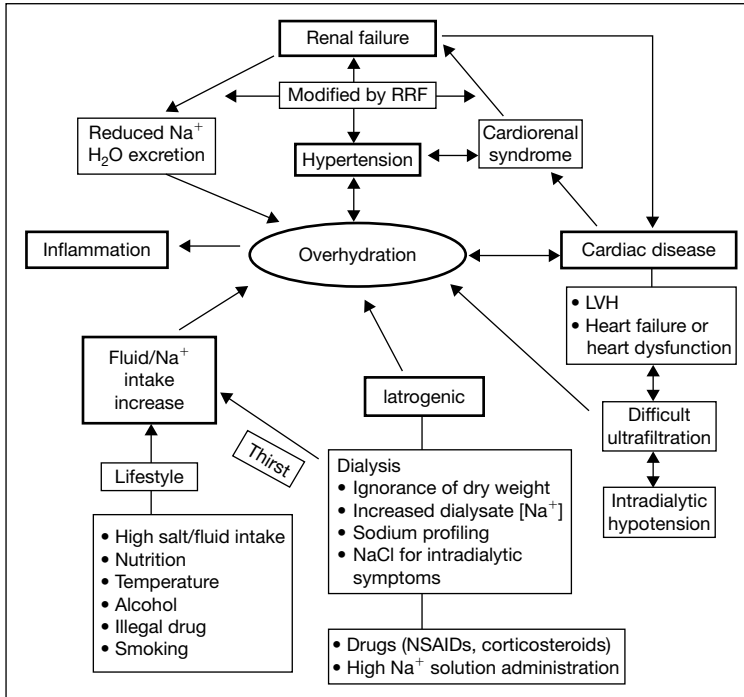 Renal failure
Modified by RRF
Reduced Na⁺
H₂O excretion
Cardiorenal
syndrome
Hypertension
Inflammation
Overhydration
Cardiac disease
• LVH
• Heart failure or
heart dysfunction
Fluid/Na⁺
intake
increase
Iatrogenic
Difficult
ultrafiltration
Thirst
Lifestyle
Dialysis
• Ignorance of dry weight
• Increased dialysate [Na⁺]
• Sodium profiling
• NaCl for intradialytic
symptoms
Intradialytic
hypotension
• High salt/fluid intake
• Nutrition
• Temperature
• Alcohol
• Illegal drug
• Smoking
• Drugs (NSAIDs, corticosteroids)
• High Na⁺ solution administration